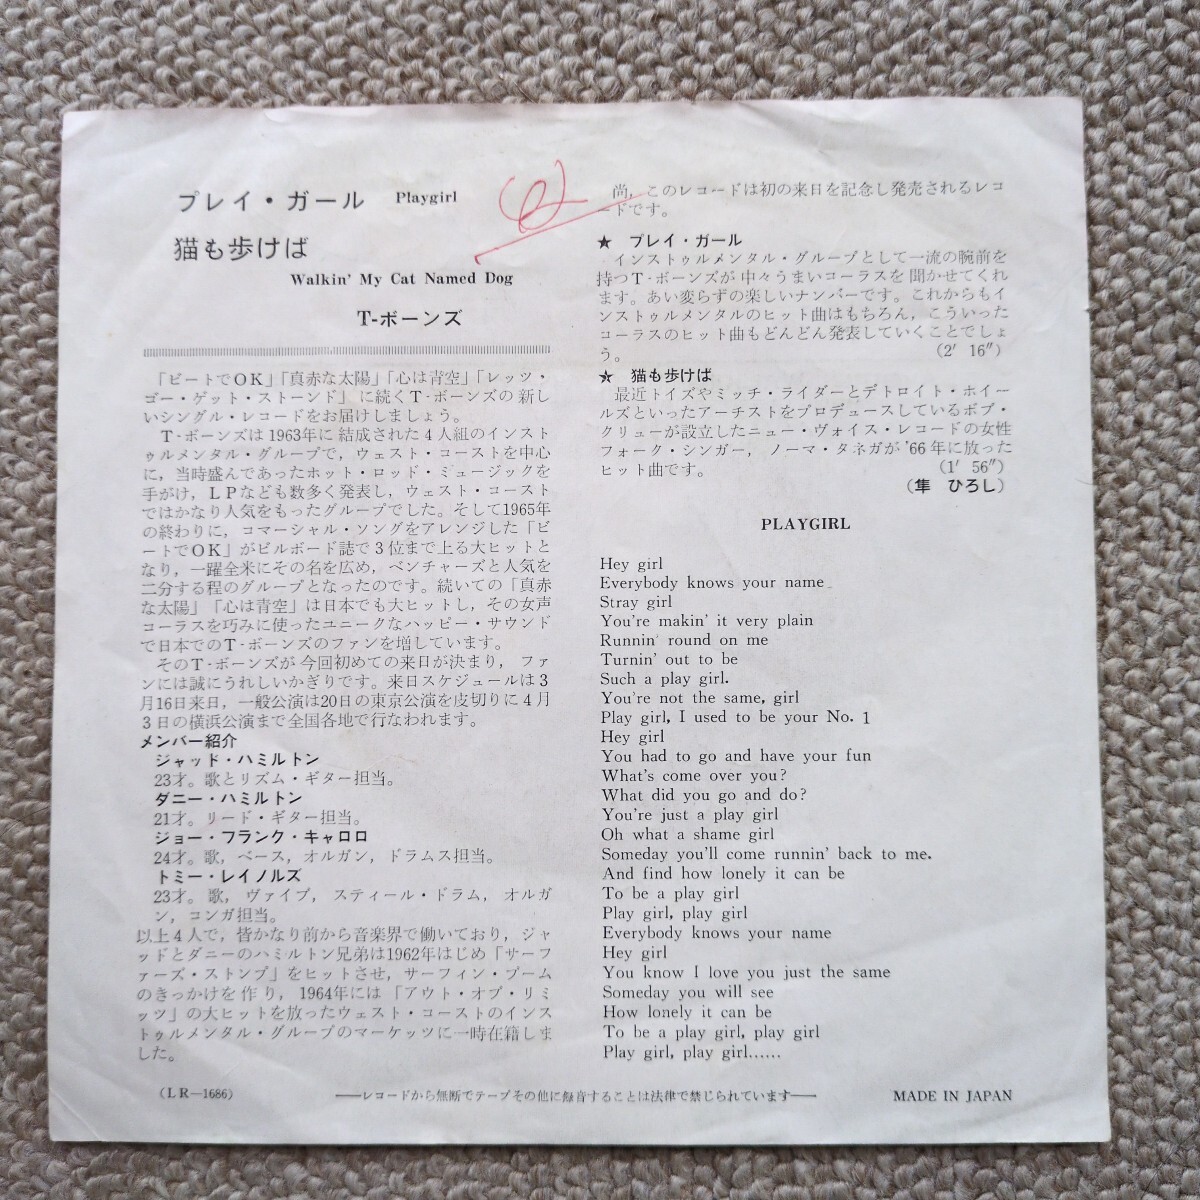 プレイ・ガール Playgirl
猫も歩けば
Walkin' My Cat Named Dog
T-ボーンズ
「ビートでOK」「真赤な太陽」「心は青空」「レッツ・
ゴー・ゲット・ストーンド」に続くT-ボーンズの新し
いシングル・レコードをお届けしましょう。
T-ボーンズは1963年に結成された4人組のインスト
ゥルメンタル・グループで，ウェスト・コーストを中心
に，当時盛んであったホット・ロッド・ミュージックを
手がけ，LPなども数多く発表し，ウェスト・コースト
ではかなり人気をもったグループでした。そして1965年
の終わりに，コマーシャル・ソングをアレンジした「ビ
ートでOK」がビルボード誌で3位まで上る大ヒットと
なり，一躍全米にその名を広め，ベンチャーズと人気を
二分する程のグループとなったのです。続いての「真赤
な太陽」「心は青空」は日本でも大ヒットし，その女声
コーラスを巧みに使ったユニークなハッピー・サウンド
で日本でのT-ボーンズのファンを増しています。
そのT-ボーンズが今回初めての来日が決まり，ファ
ンには誠にうれしいかぎりです。来日スケジュールは3
月16日来日，一般公演は20日の東京公演を皮切りに4月
3日の横浜公演まで全国各地で行なわれます。
メンバー紹介
ジャッド・ハミルトン
23才。歌とリズム・ギター担当。
ダニー・ハミルトン
21才。リード・ギター担当。
ジョー・フランク・キャロロ
24才。歌，ベース，オルガン，ドラムス担当。
トミー・レイノルズ
23才。歌，ヴァイブ，スティール・ドラム，オルガ
ン，コンガ担当。
以上4人で，皆かなり前から音楽界で働いており，ジャ
ッドとダニーのハミルトン兄弟は1962年はじめ「サーフ
ァーズ・ストンプ」をヒットさせ，サーフィン・ブーム
のきっかけを作り，1964年には「アウト・オブ・リミ
ッツ」の大ヒットを放ったウェスト・コーストのインス
トゥルメンタル・グループのマーケッツに一時在籍しま
した。
尚，このレコードは初の来日を記念し発売されるレコ
ードです。
★ プレイ・ガール
インストゥルメンタル・グループとして一流の腕前を
持つT-ボーンズが中々うまいコーラスを聞かせてくれ
ます。あい変らずの楽しいナンバーです。これからもイ
ンストゥルメンタルのヒット曲はもちろん，こういった
コーラスのヒット曲もどんどん発表していくことでしょ
う。 (2′16″)
★ 猫も歩けば
最近トイズやミッチ・ライダーとデトロイト・ホイー
ルズといったアーチストをプロデュースしているボブ・
クリューが設立したニュー・ヴォイス・レコードの女性
フォーク・シンガー，ノーマ・タネガが'66年に放った
ヒット曲です。 (1′56″)
(隼 ひろし)
PLAYGIRL
Hey girl
Everybody knows your name
Stray girl
You're makin' it very plain
Runnin' round on me
Turnin' out to be
Such a play girl.
You're not the same, girl
Play girl, I used to be your No. 1
Hey girl
You had to go and have your fun
What's come over you?
What did you go and do?
You're just a play girl
Oh what a shame girl
Someday you'll come runnin' back to me.
And find how lonely it can be
To be a play girl
Play girl, play girl
Everybody knows your name
Hey girl
You know I love you just the same
Someday you will see
How lonely it can be
To be a play girl, play girl
Play girl, play girl......
(LR—1686)
——レコードから無断でテープその他に録音することは法律で禁じられています——
MADE IN JAPAN